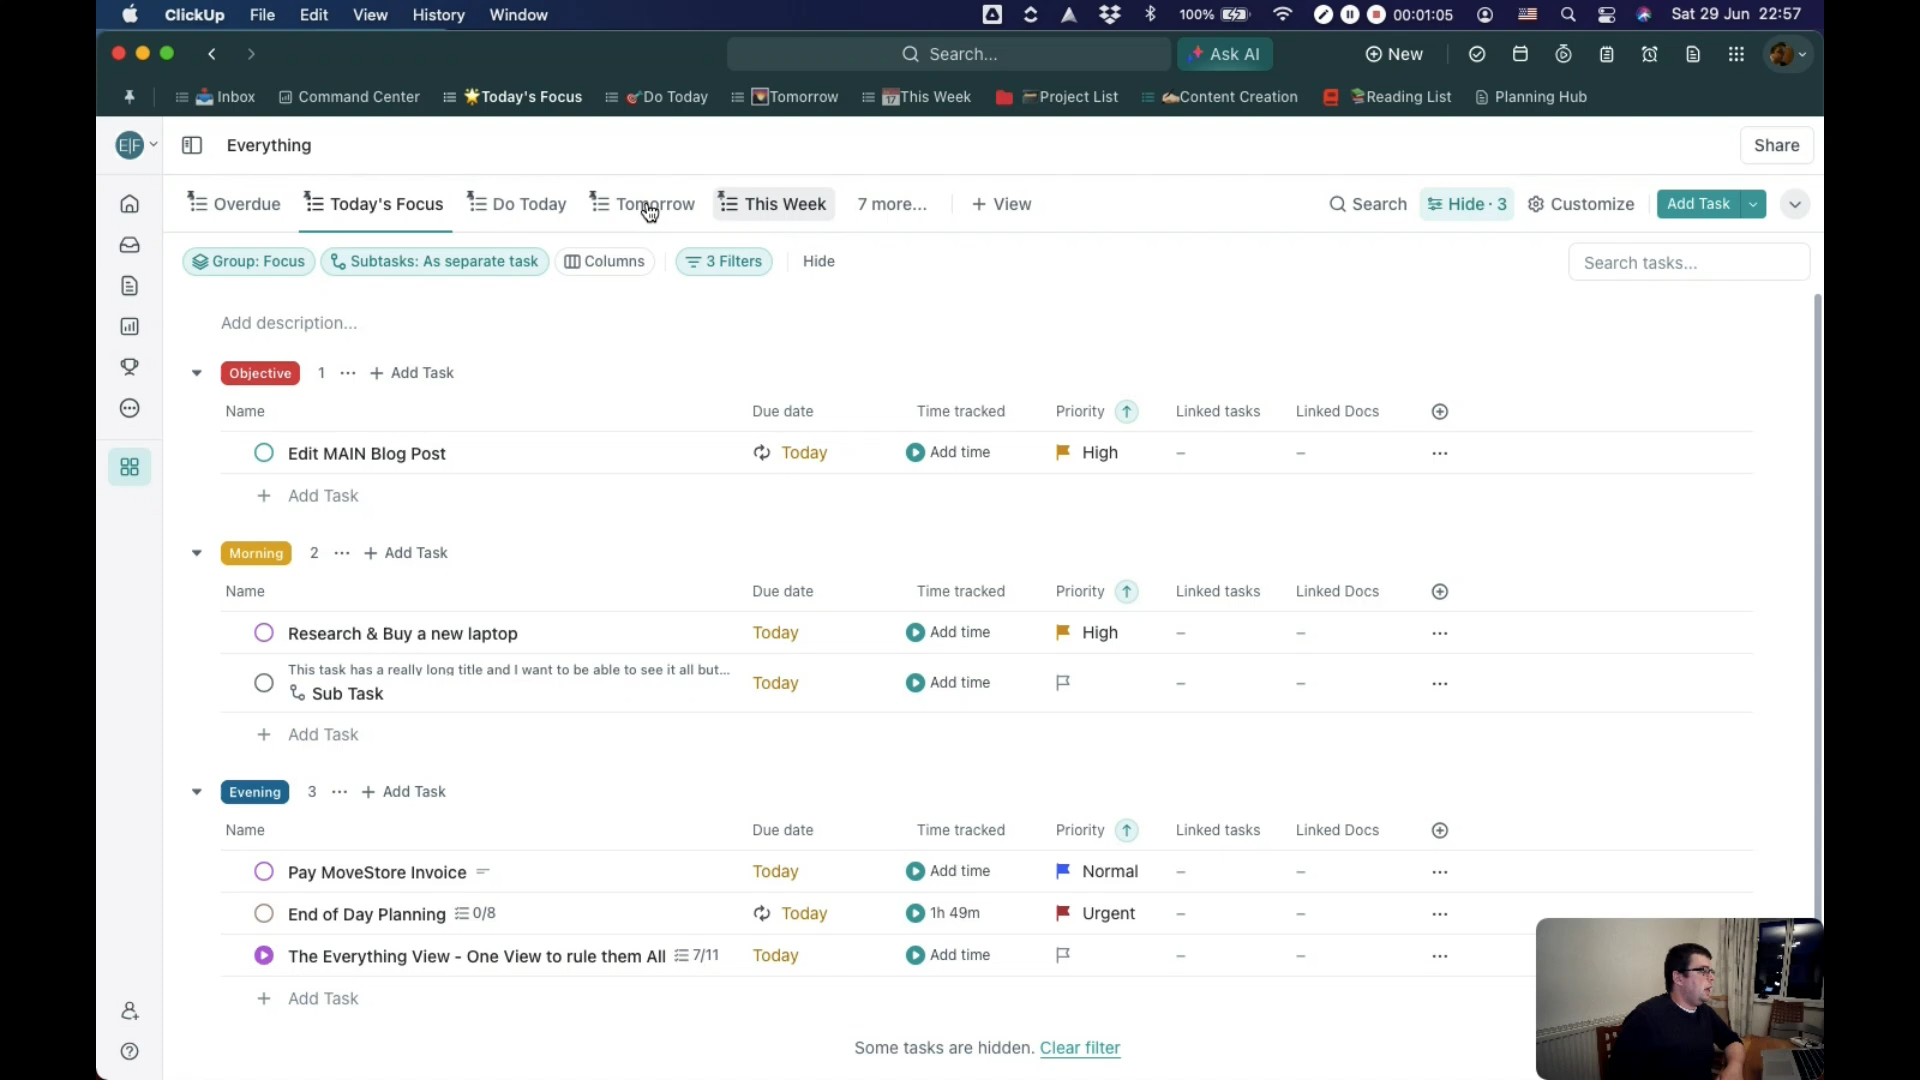 ClickUp File Edit View History Window 100% 00:01:05 Sat 29 Jun 22:57
Search... Ask AI New
Inbox Command Center Today's Focus Do Today Tomorrow This Week Project List Content Creation Reading List Planning Hub
E|F Everything Share
Overdue Today's Focus Do Today Tomorrow This Week 7 more... + View Search Hide · 3 Customize Add Task
Group: Focus Subtasks: As separate task Columns 3 Filters Hide Search tasks...
Add description...
Objective 1 ... + Add Task
Name Due date Time tracked Priority Linked tasks Linked Docs
Edit MAIN Blog Post Today Add time High – – ...
+ Add Task
Morning 2 ... + Add Task
Name Due date Time tracked Priority Linked tasks Linked Docs
Research & Buy a new laptop Today Add time High – – ...
This task has a really long title and I want to be able to see it all but...
Sub Task Today Add time – – ...
+ Add Task
Evening 3 ... + Add Task
Name Due date Time tracked Priority Linked tasks Linked Docs
Pay MoveStore Invoice Today Add time Normal – – ...
End of Day Planning 0/8 Today 1h 49m Urgent – – ...
The Everything View - One View to rule them All 7/11 Today Add time – – ...
+ Add Task
Some tasks are hidden. Clear filter